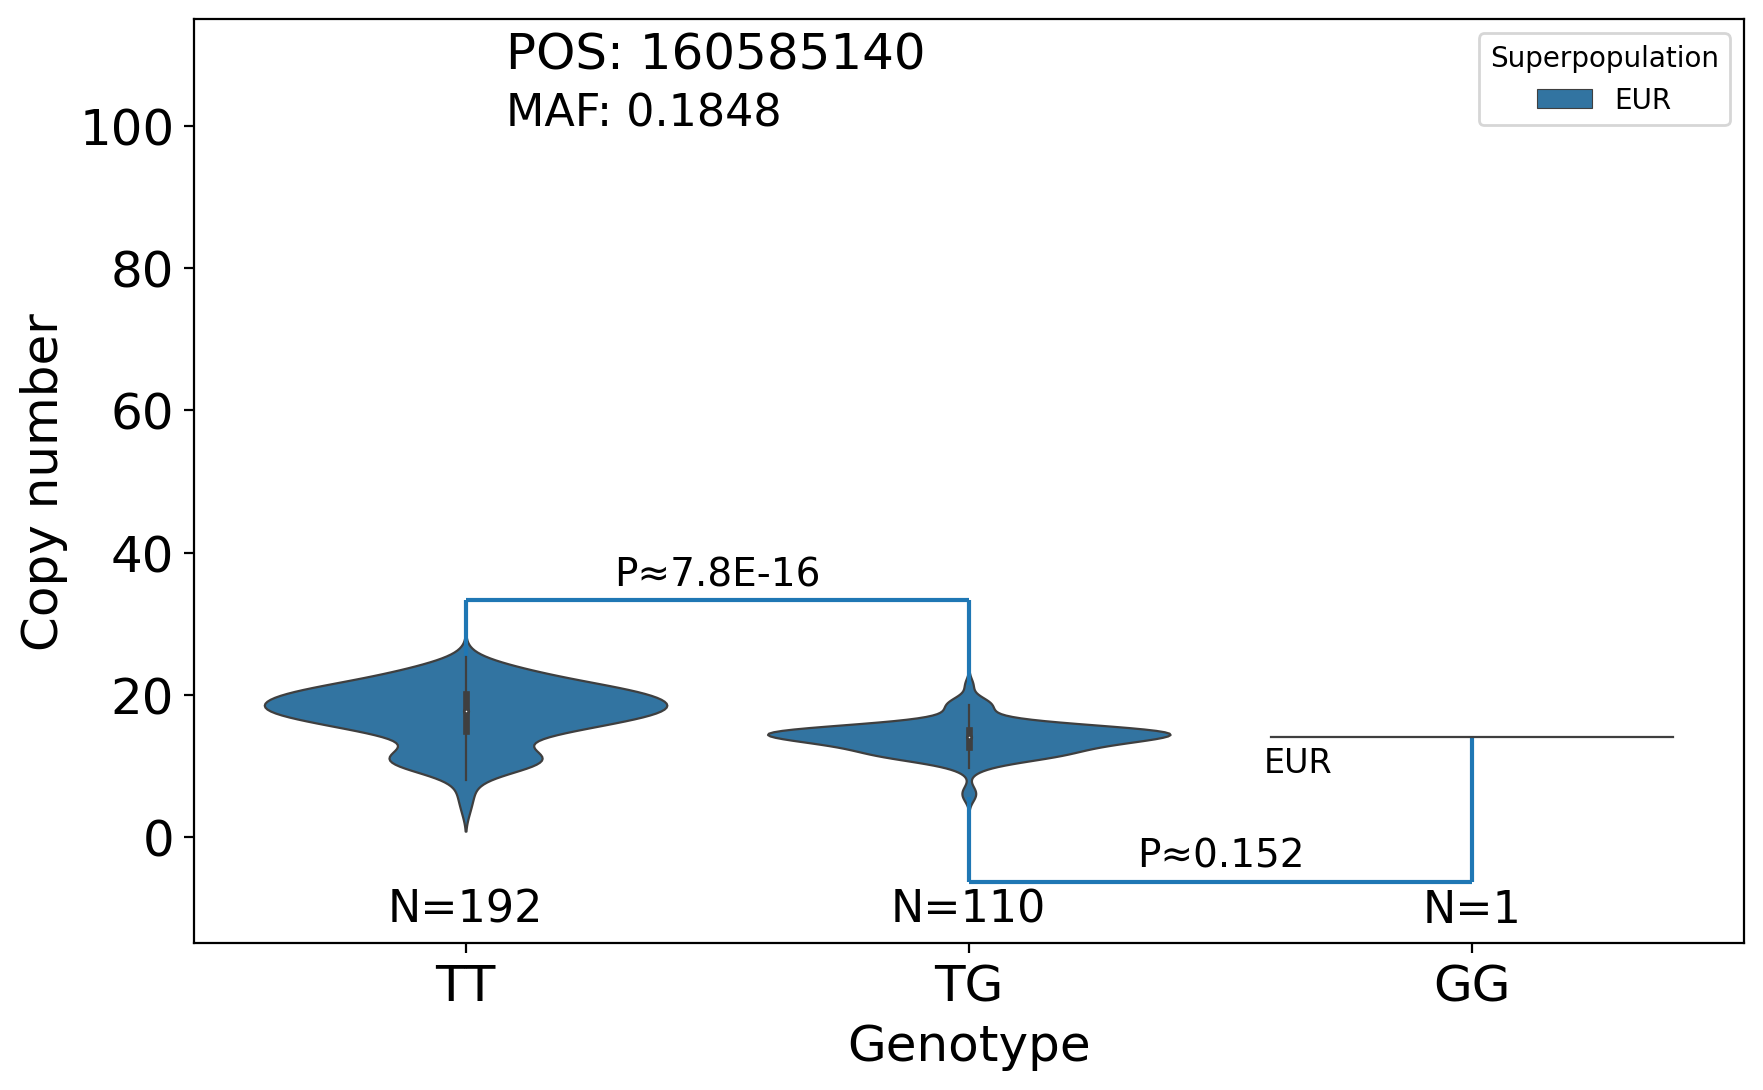 POS: 160585140
MAF: 0.1848
Superpopulation
EUR
Copy number
100
80
60
40
20
0
P≈7.8E-16
EUR
P≈0.152
N=192
N=110
N=1
TT
TG
GG
Genotype